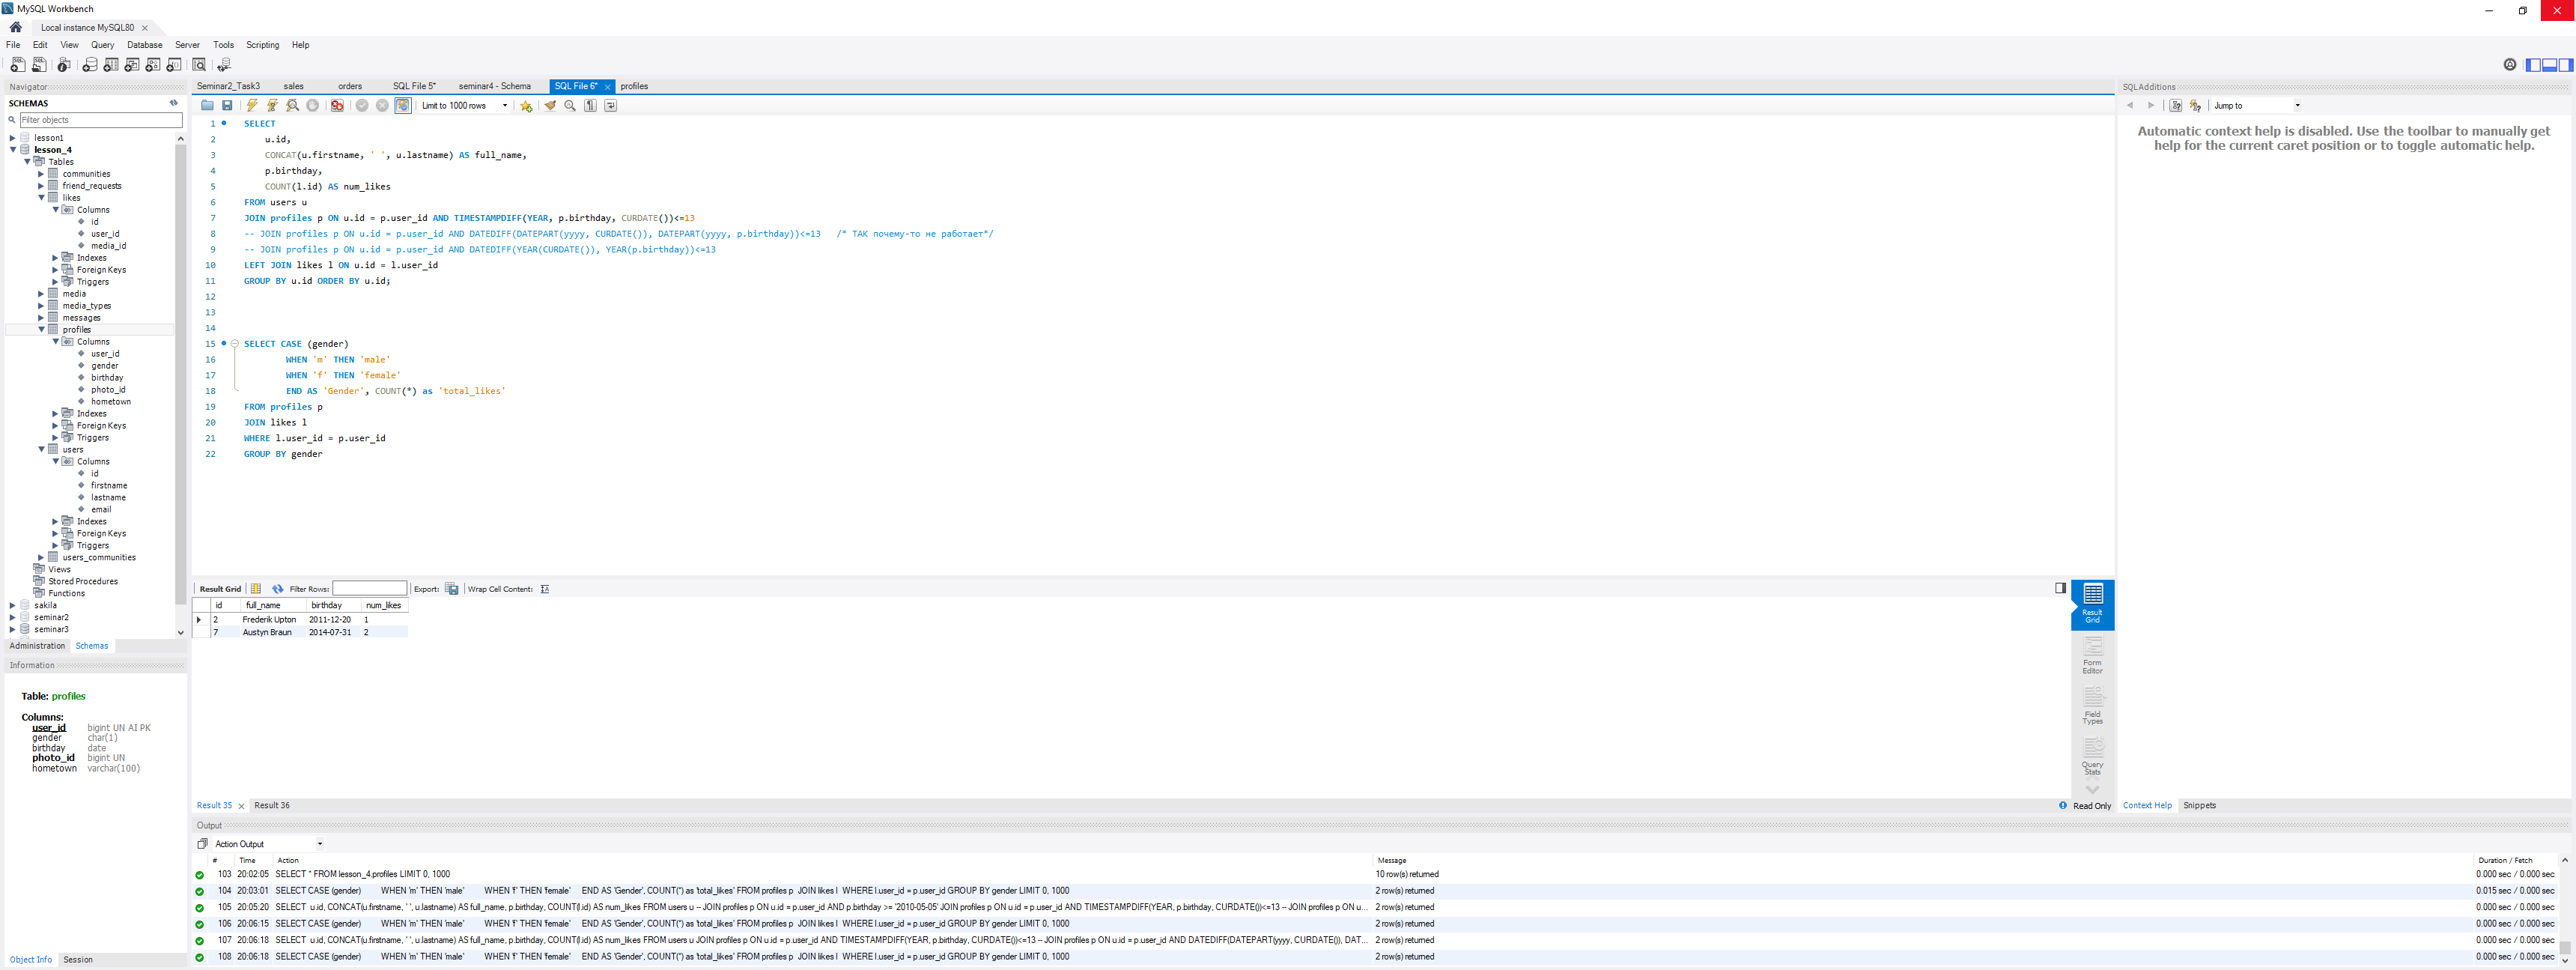 MySQL Workbench
Local instance MySQL80
File Edit View Query Database Server Tools Scripting Help
Navigator
SCHEMAS
Filter objects
lesson1
lesson_4
Tables
communities
friend_requests
likes
Columns
id
user_id
media_id
Indexes
Foreign Keys
Triggers
media
media_types
messages
profiles
Columns
user_id
gender
birthday
photo_id
hometown
Indexes
Foreign Keys
Triggers
users
Columns
id
firstname
lastname
email
Indexes
Foreign Keys
Triggers
users_communities
Views
Stored Procedures
Functions
sakila
seminar2
seminar3
Administration Schemas
Information
Table: profiles
Columns:
user_id bigint UN AI PK
gender char(1)
birthday date
photo_id bigint UN
hometown varchar(100)
Object Info Session
Seminar2_Task3 sales orders SQL File 5* seminar4 - Schema SQL File 6* profiles
Limit to 1000 rows
1 SELECT
2 u.id,
3 CONCAT(u.firstname, ' ', u.lastname) AS full_name,
4 p.birthday,
5 COUNT(l.id) AS num_likes
6 FROM users u
7 JOIN profiles p ON u.id = p.user_id AND TIMESTAMPDIFF(YEAR, p.birthday, CURDATE())<=13
8 -- JOIN profiles p ON u.id = p.user_id AND DATEDIFF(DATEPART(yyyy, CURDATE()), DATEPART(yyyy, p.birthday))<=13 /* ТАК почему-то не работает*/
9 -- JOIN profiles p ON u.id = p.user_id AND DATEDIFF(YEAR(CURDATE()), YEAR(p.birthday))<=13
10 LEFT JOIN likes l ON u.id = l.user_id
11 GROUP BY u.id ORDER BY u.id;
12
13
14
15 SELECT CASE (gender)
16 WHEN 'm' THEN 'male'
17 WHEN 'f' THEN 'female'
18 END AS 'Gender', COUNT(*) as 'total_likes'
19 FROM profiles p
20 JOIN likes l
21 WHERE l.user_id = p.user_id
22 GROUP BY gender
Result Grid Filter Rows: Export: Wrap Cell Content:
id full_name birthday num_likes
2 Frederik Upton 2011-12-20 1
7 Austyn Braun 2014-07-31 2
Result Grid
Form Editor
Field Types
Query Stats
Result 35 Result 36 Read Only
SQLAdditions
Jump to
Automatic context help is disabled. Use the toolbar to manually get
help for the current caret position or to toggle automatic help.
Context Help Snippets
Output
Action Output
# Time Action Message Duration / Fetch
103 20:02:05 SELECT * FROM lesson_4.profiles LIMIT 0, 1000 10 row(s) returned 0.000 sec / 0.000 sec
104 20:03:01 SELECT CASE (gender) WHEN 'm' THEN 'male' WHEN 'f' THEN 'female' END AS 'Gender', COUNT(*) as 'total_likes' FROM profiles p JOIN likes l WHERE l.user_id = p.user_id GROUP BY gender LIMIT 0, 1000 2 row(s) returned 0.015 sec / 0.000 sec
105 20:05:20 SELECT u.id, CONCAT(u.firstname, ' ', u.lastname) AS full_name, p.birthday, COUNT(l.id) AS num_likes FROM users u -- JOIN profiles p ON u.id = p.user_id AND p.birthday >= '2010-05-05' JOIN profiles p ON u.id = p.user_id AND TIMESTAMPDIFF(YEAR, p.birthday, CURDATE())<=13 -- JOIN profiles p ON u... 2 row(s) returned 0.000 sec / 0.000 sec
106 20:06:15 SELECT CASE (gender) WHEN 'm' THEN 'male' WHEN 'f' THEN 'female' END AS 'Gender', COUNT(*) as 'total_likes' FROM profiles p JOIN likes l WHERE l.user_id = p.user_id GROUP BY gender LIMIT 0, 1000 2 row(s) returned 0.000 sec / 0.000 sec
107 20:06:18 SELECT u.id, CONCAT(u.firstname, ' ', u.lastname) AS full_name, p.birthday, COUNT(l.id) AS num_likes FROM users u JOIN profiles p ON u.id = p.user_id AND TIMESTAMPDIFF(YEAR, p.birthday, CURDATE())<=13 -- JOIN profiles p ON u.id = p.user_id AND DATEDIFF(DATEPART(yyyy, CURDATE()), DAT... 2 row(s) returned 0.000 sec / 0.000 sec
108 20:06:18 SELECT CASE (gender) WHEN 'm' THEN 'male' WHEN 'f' THEN 'female' END AS 'Gender', COUNT(*) as 'total_likes' FROM profiles p JOIN likes l WHERE l.user_id = p.user_id GROUP BY gender LIMIT 0, 1000 2 row(s) returned 0.000 sec / 0.000 sec